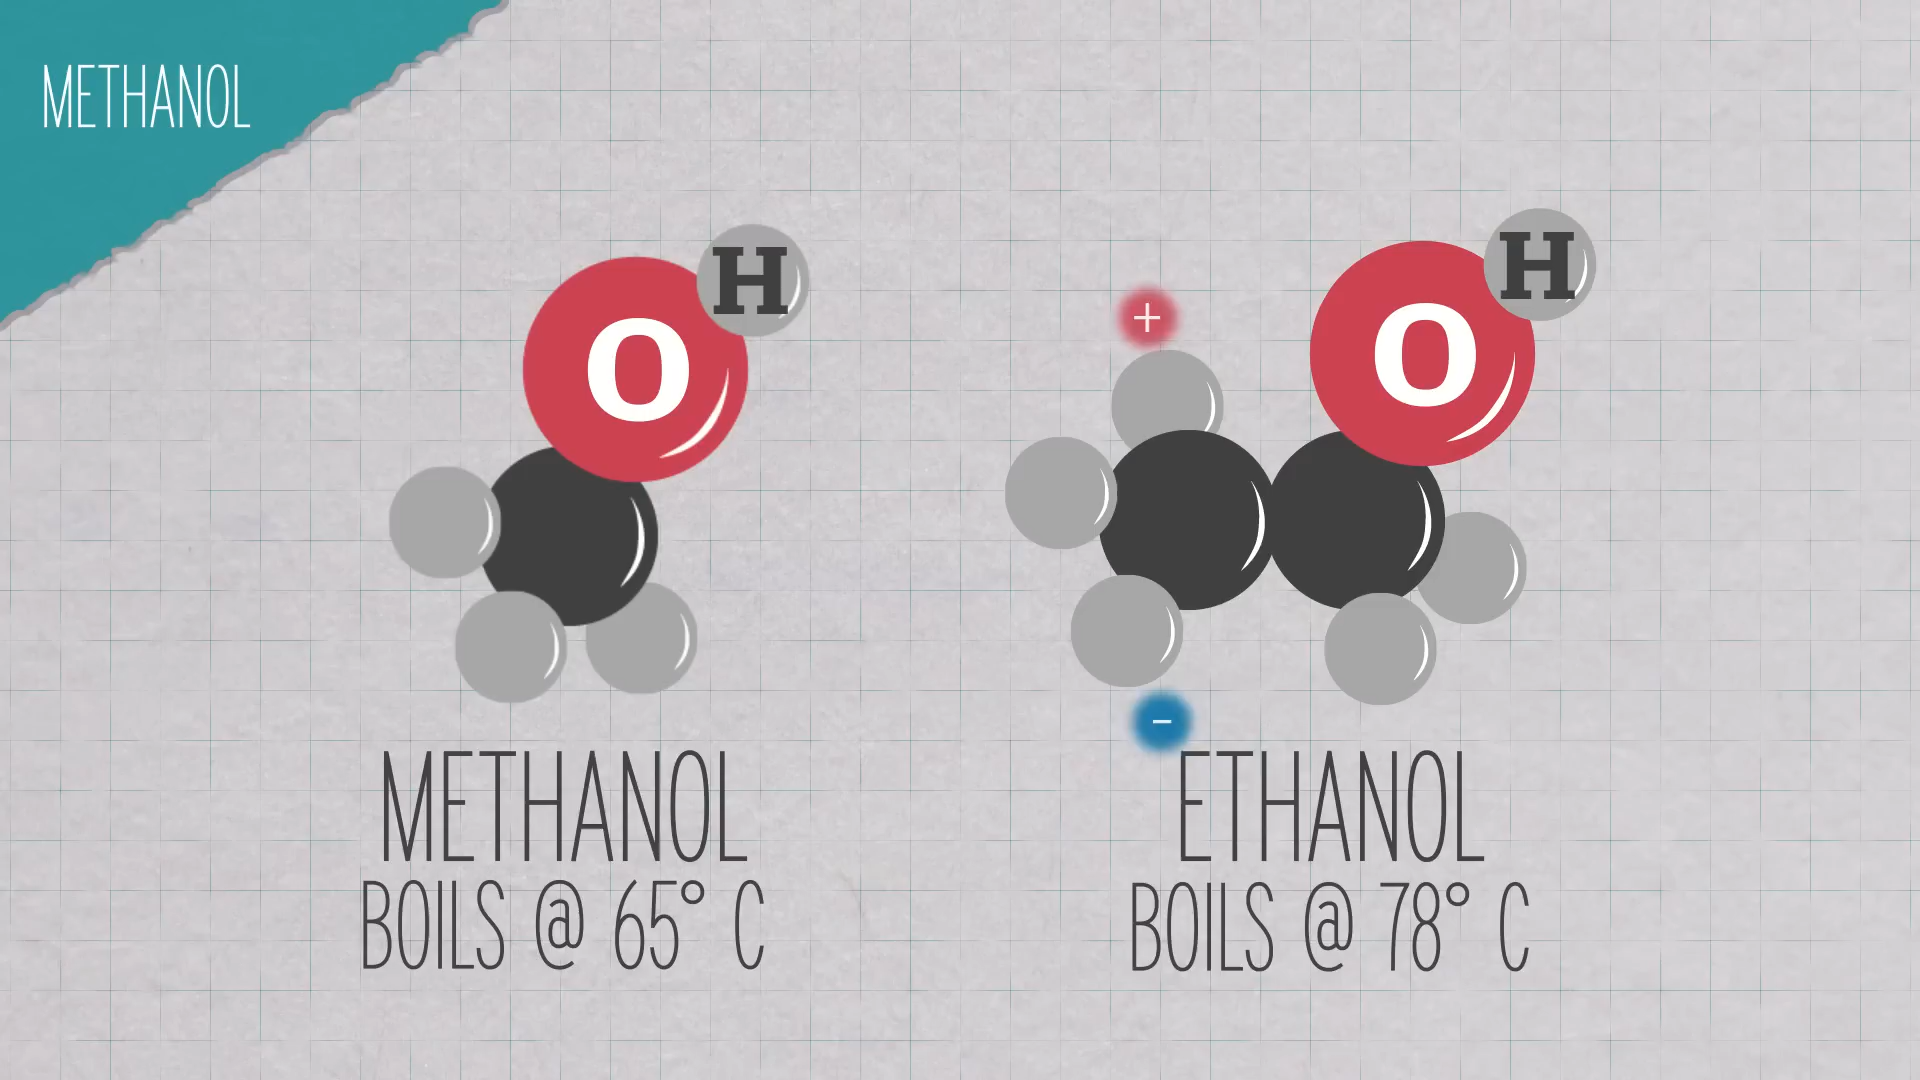 METHANOL
O H
O H
+
−
METHANOL
BOILS @ 65° C
ETHANOL
BOILS @ 78° C